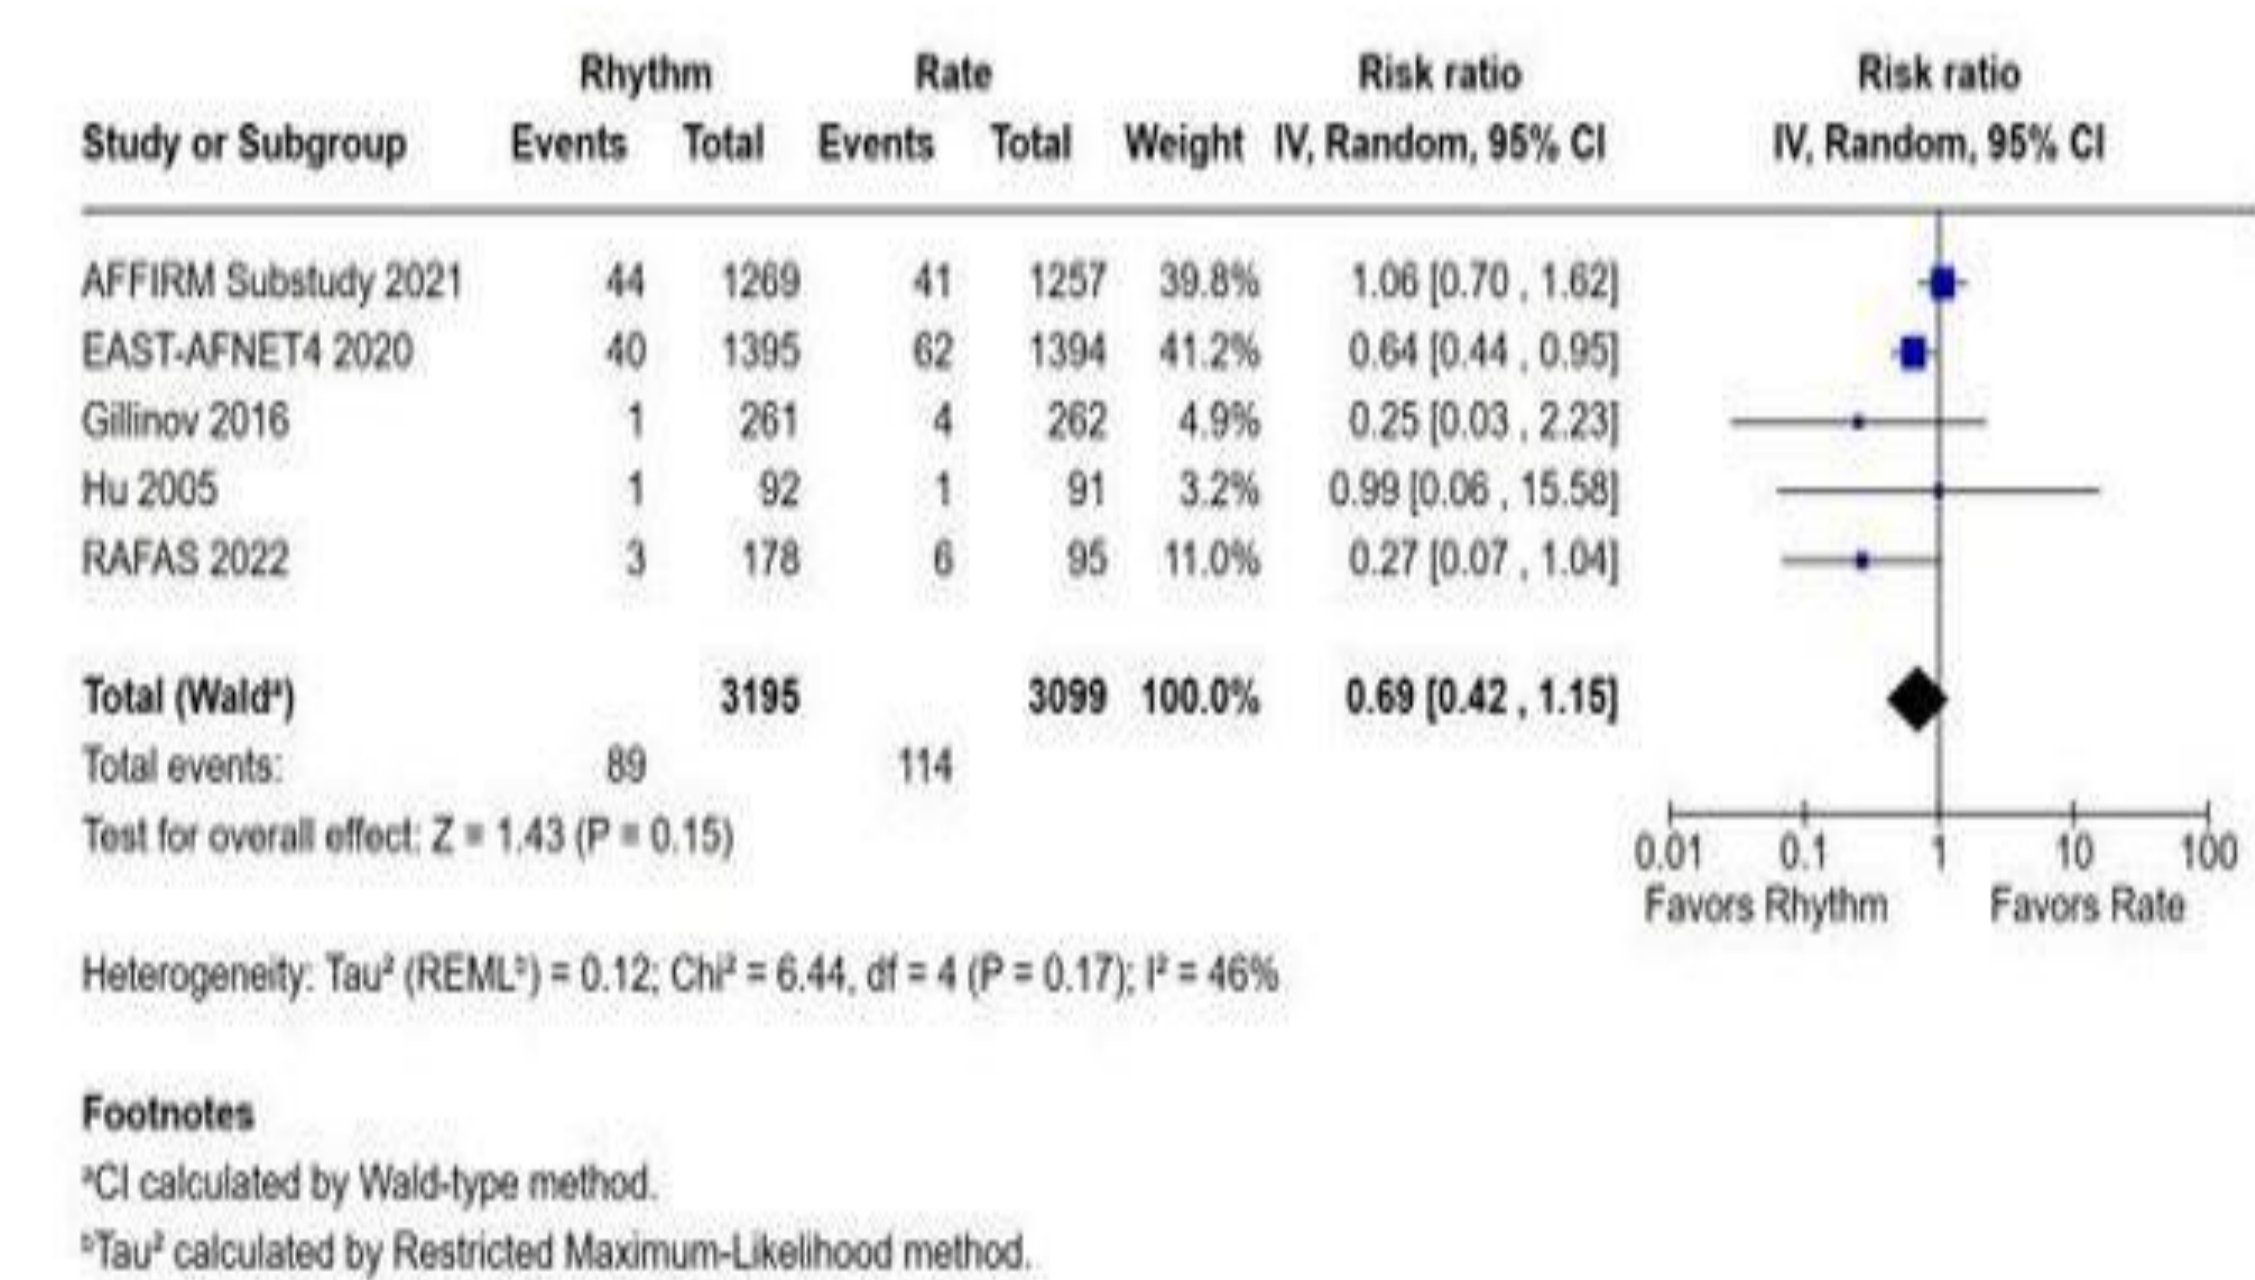 Rhythm Rate Risk ratio Risk ratio
Study or Subgroup Events Total Events Total Weight IV, Random, 95% CI IV, Random, 95% CI
AFFIRM Substudy 2021 44 1269 41 1257 39.8% 1.06 [0.70 , 1.62]
EAST-AFNET4 2020 40 1395 62 1394 41.2% 0.64 [0.44 , 0.95]
Gillinov 2016 1 261 4 262 4.9% 0.25 [0.03 , 2.23]
Hu 2005 1 92 1 91 3.2% 0.99 [0.06 , 15.58]
RAFAS 2022 3 178 6 95 11.0% 0.27 [0.07 , 1.04]
Total (Waldᵃ) 3195 3099 100.0% 0.69 [0.42 , 1.15]
Total events: 89 114
Test for overall effect: Z = 1.43 (P = 0.15)
0.01 0.1 1 10 100
Favors Rhythm Favors Rate
Heterogeneity: Tau² (REMLᵇ) = 0.12; Chi² = 6.44, df = 4 (P = 0.17); I² = 46%
Footnotes
ᵃCI calculated by Wald-type method.
ᵇTau² calculated by Restricted Maximum-Likelihood method.